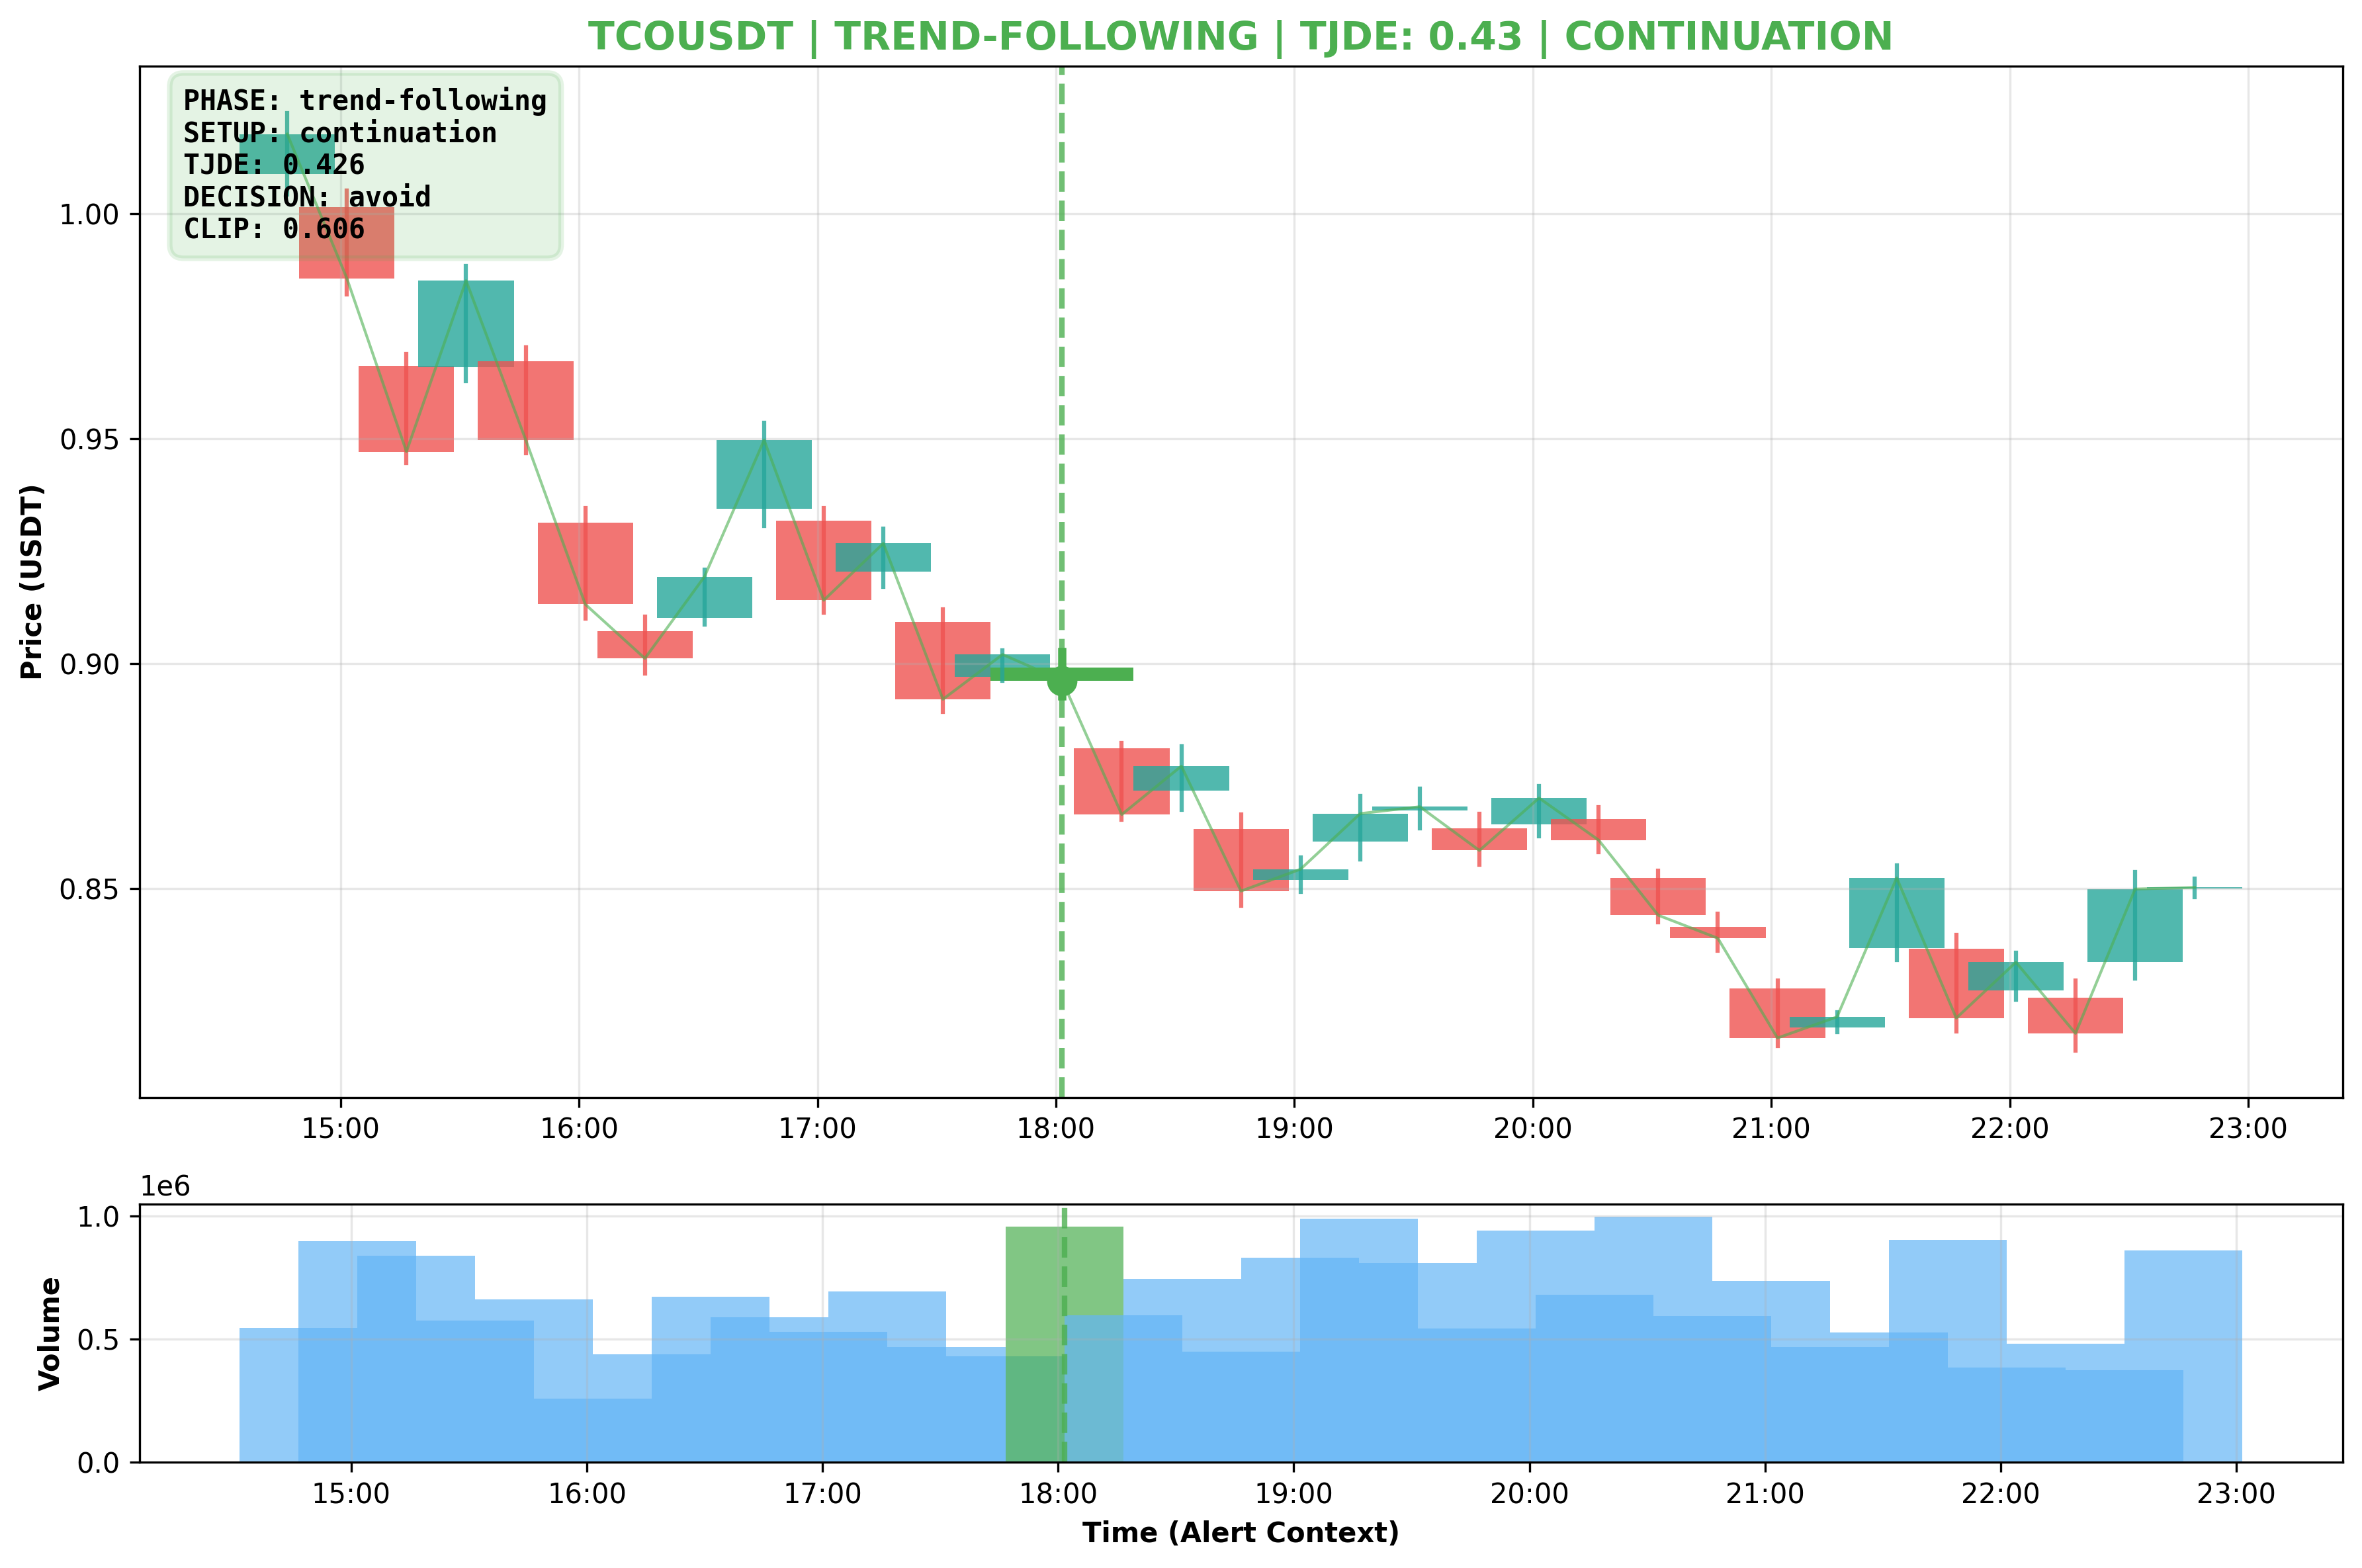 TCOUSDT | TREND-FOLLOWING | TJDE: 0.43 | CONTINUATION
PHASE: trend-following
SETUP: continuation
TJDE: 0.426
DECISION: avoid
CLIP: 0.606
Price (USDT)
1.00
0.95
0.90
0.85
15:00 16:00 17:00 18:00 19:00 20:00 21:00 22:00 23:00
1e6
Volume
1.0
0.5
0.0
15:00 16:00 17:00 18:00 19:00 20:00 21:00 22:00 23:00
Time (Alert Context)